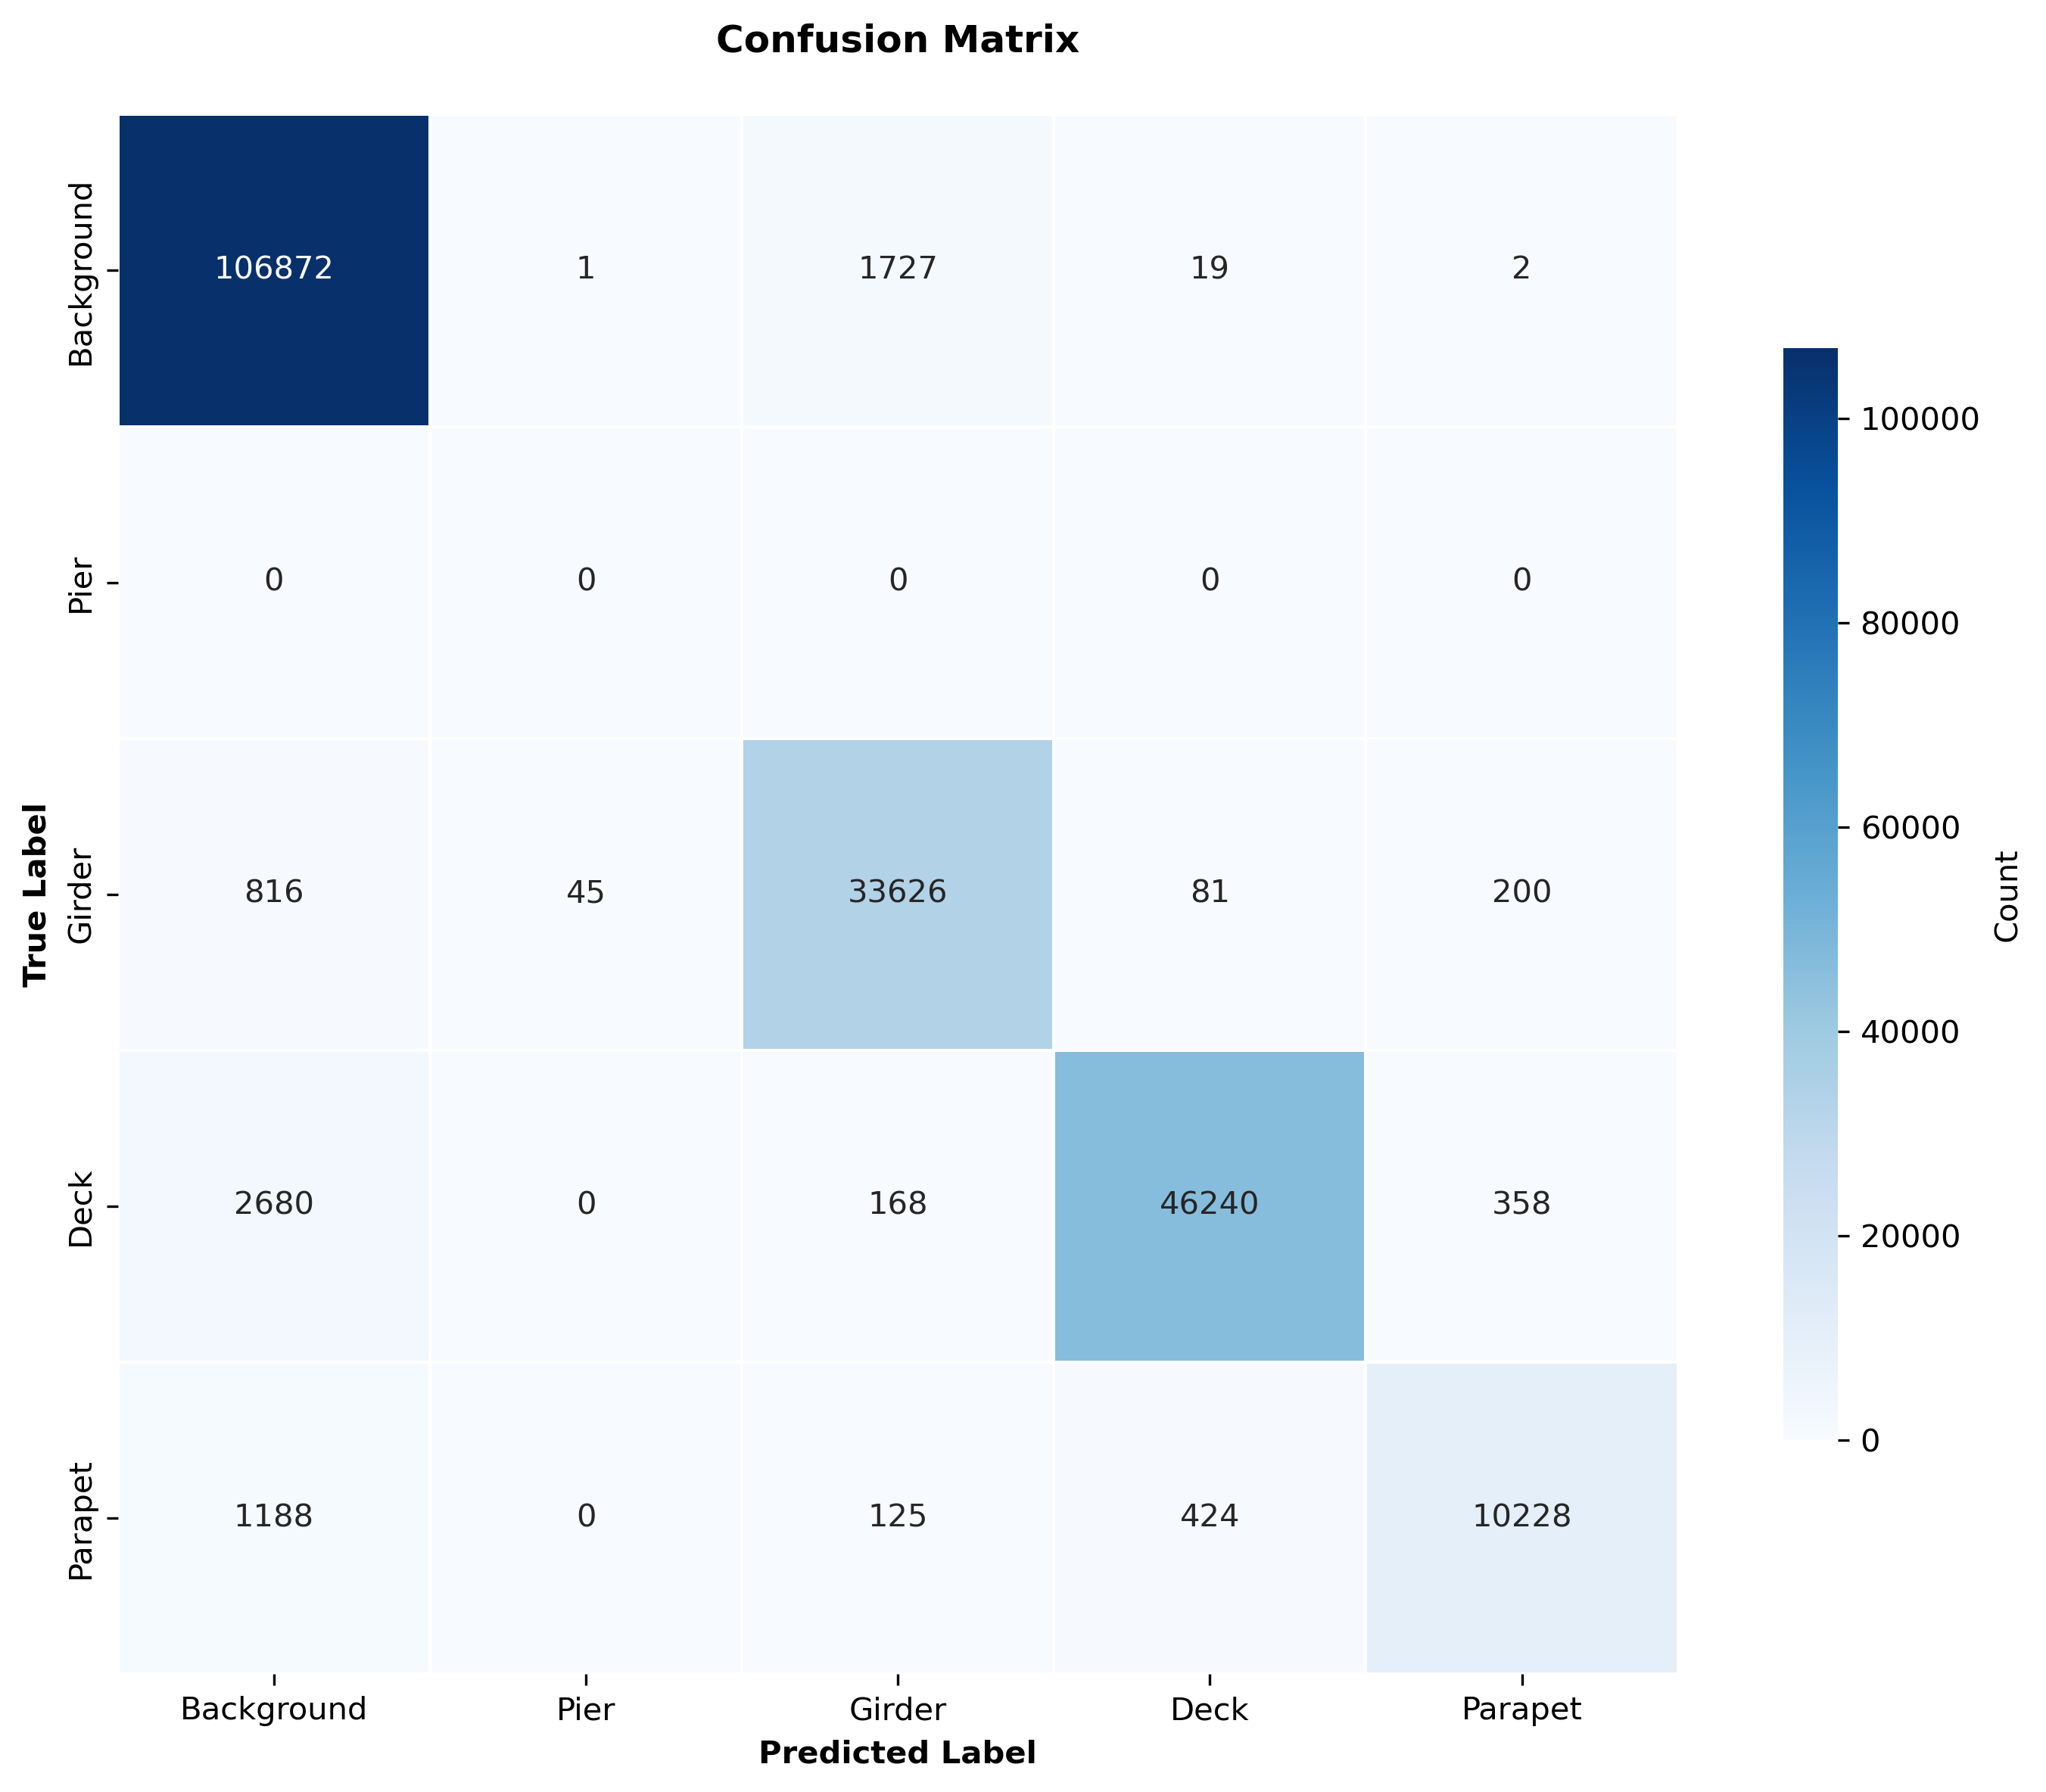 Confusion Matrix
True Label
Background
106872 1 1727 19 2
Pier
0 0 0 0 0
Girder
816 45 33626 81 200
Deck
2680 0 168 46240 358
Parapet
1188 0 125 424 10228
Background Pier Girder Deck Parapet
Predicted Label
100000
80000
60000
40000
20000
0
Count